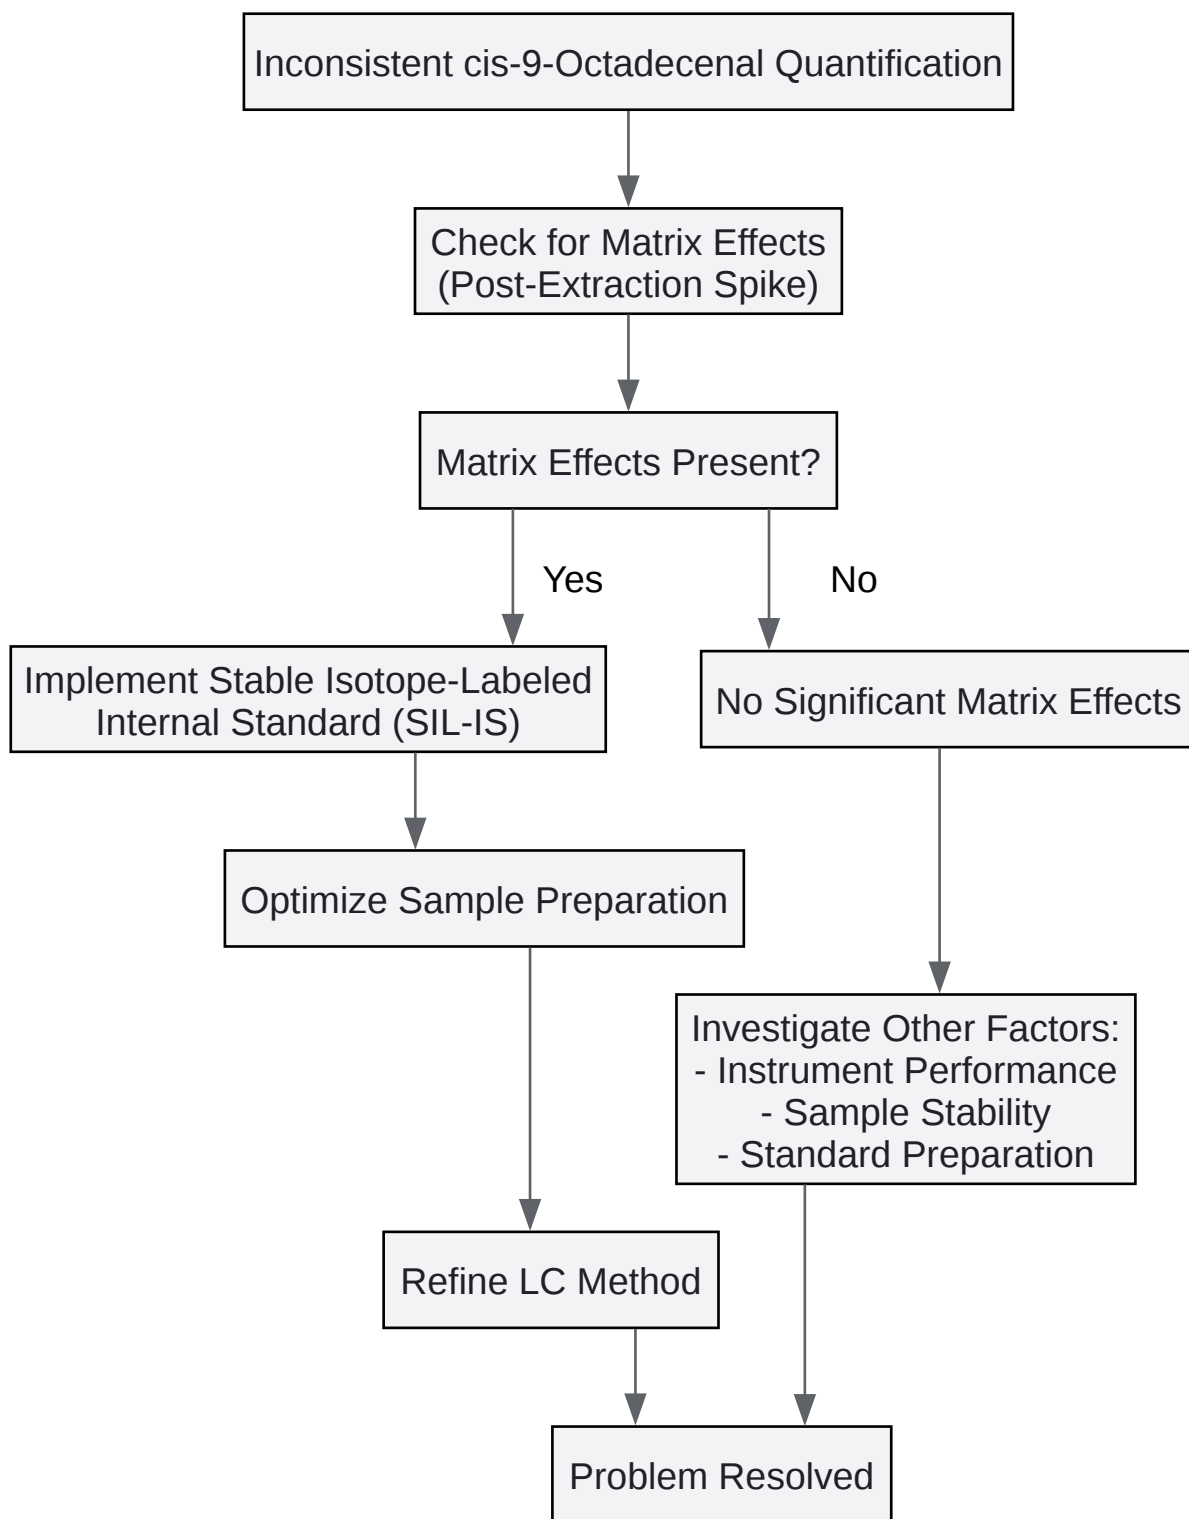 Inconsistent cis-9-Octadecenal Quantification
Check for Matrix Effects
(Post-Extraction Spike)
Matrix Effects Present?
Yes
No
Implement Stable Isotope-Labeled
Internal Standard (SIL-IS)
No Significant Matrix Effects
Optimize Sample Preparation
Investigate Other Factors:
- Instrument Performance
- Sample Stability
- Standard Preparation
Refine LC Method
Problem Resolved